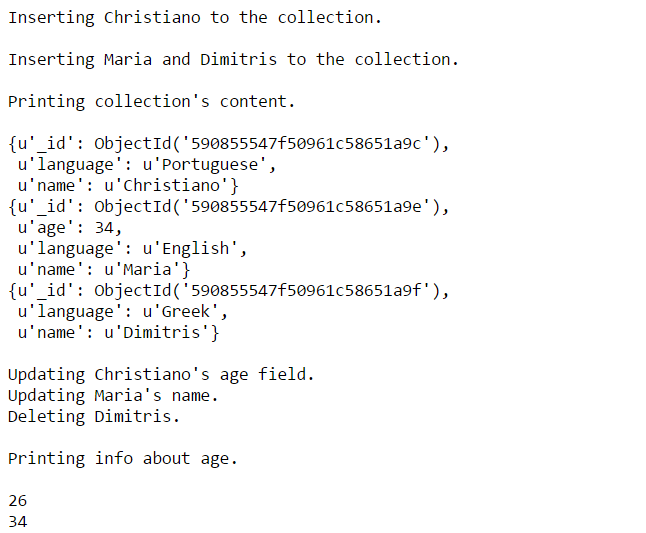 Inserting Christiano to the collection.
Inserting Maria and Dimitris to the collection.
Printing collection's content.
{u'_id': ObjectId('590855547f50961c58651a9c'),
 u'language': u'Portuguese',
 u'name': u'Christiano'}
{u'_id': ObjectId('590855547f50961c58651a9e'),
 u'age': 34,
 u'language': u'English',
 u'name': u'Maria'}
{u'_id': ObjectId('590855547f50961c58651a9f'),
 u'language': u'Greek',
 u'name': u'Dimitris'}
Updating Christiano's age field.
Updating Maria's name.
Deleting Dimitris.
Printing info about age.
26
34